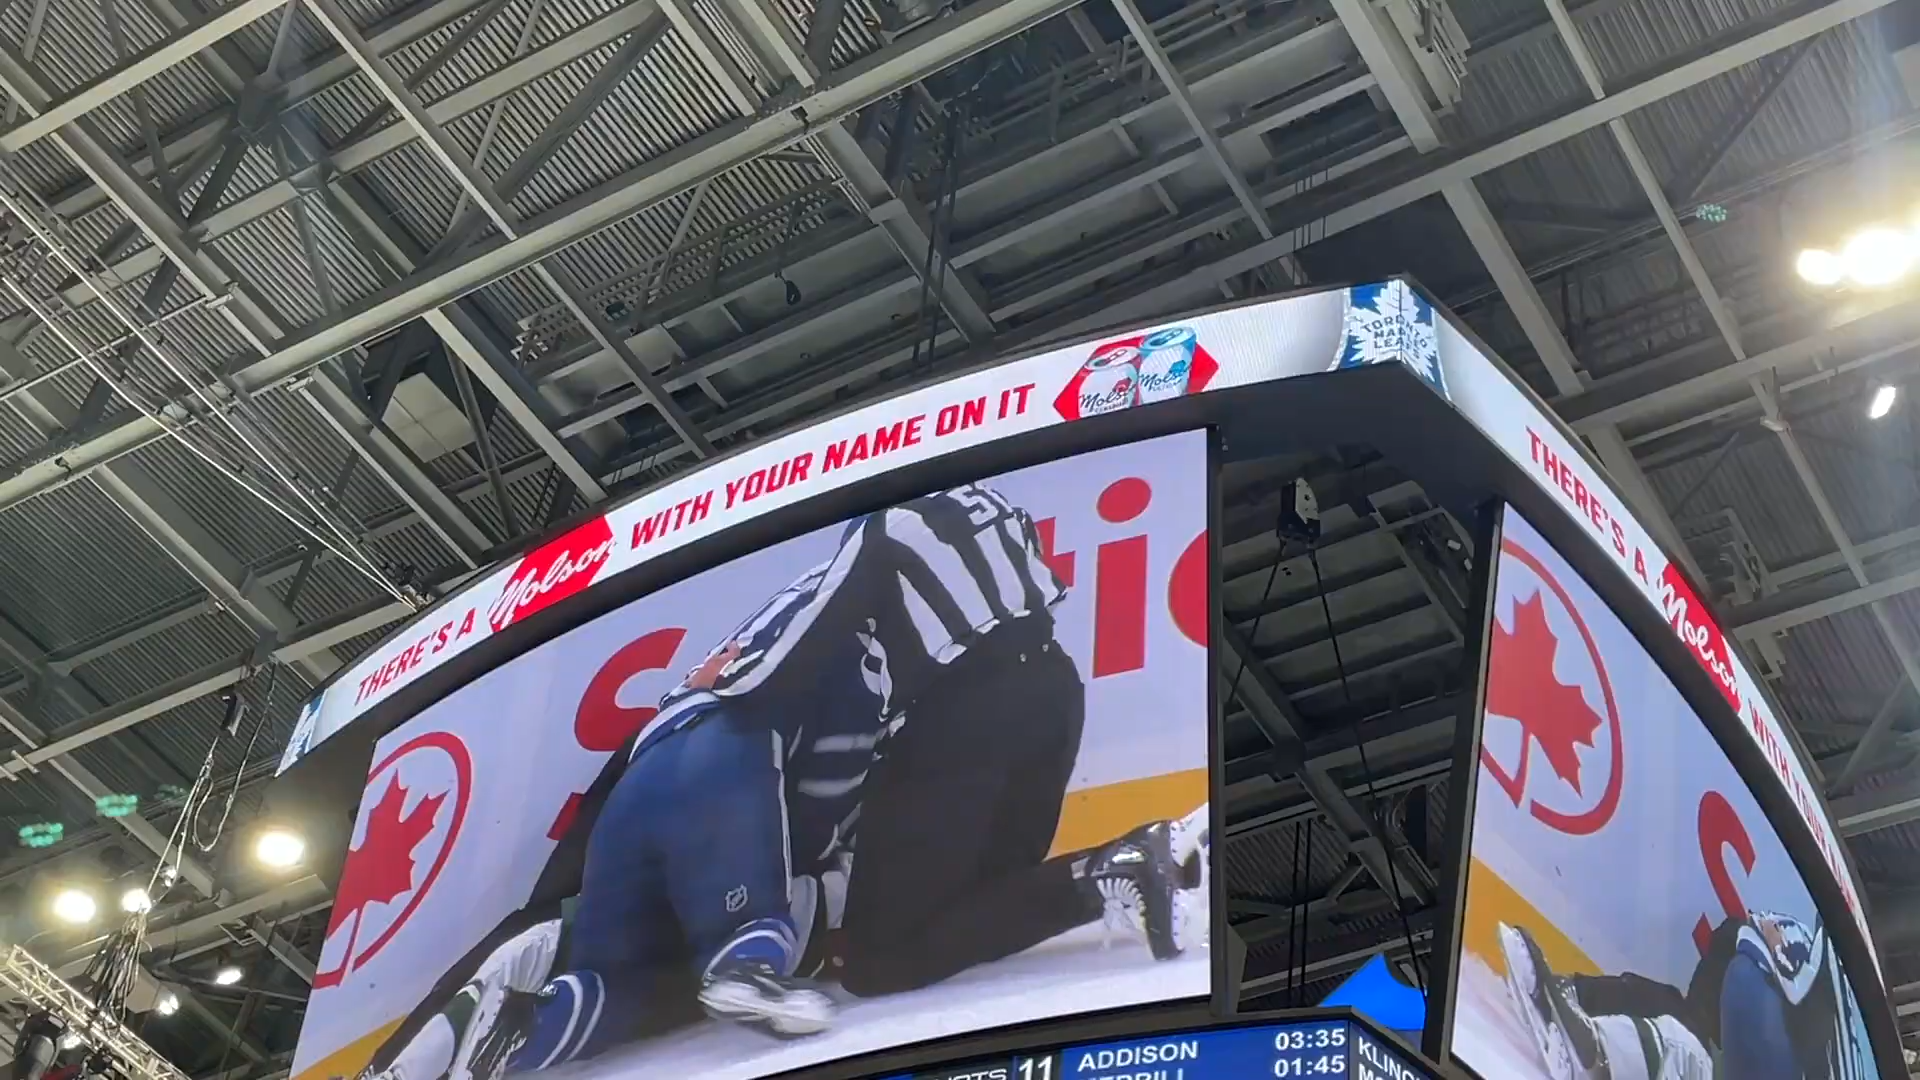 THERE'S A Molson WITH YOUR NAME ON IT
Molson
Molson
TORONTO
MAPLE
LEAFS
THERE'S A Molson WITH YOUR
11
ADDISON
03:35
01:45